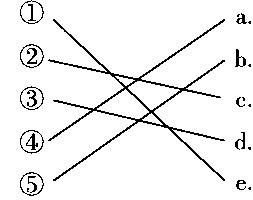 ① a.
② b.
③ c.
④ d.
⑤ e.